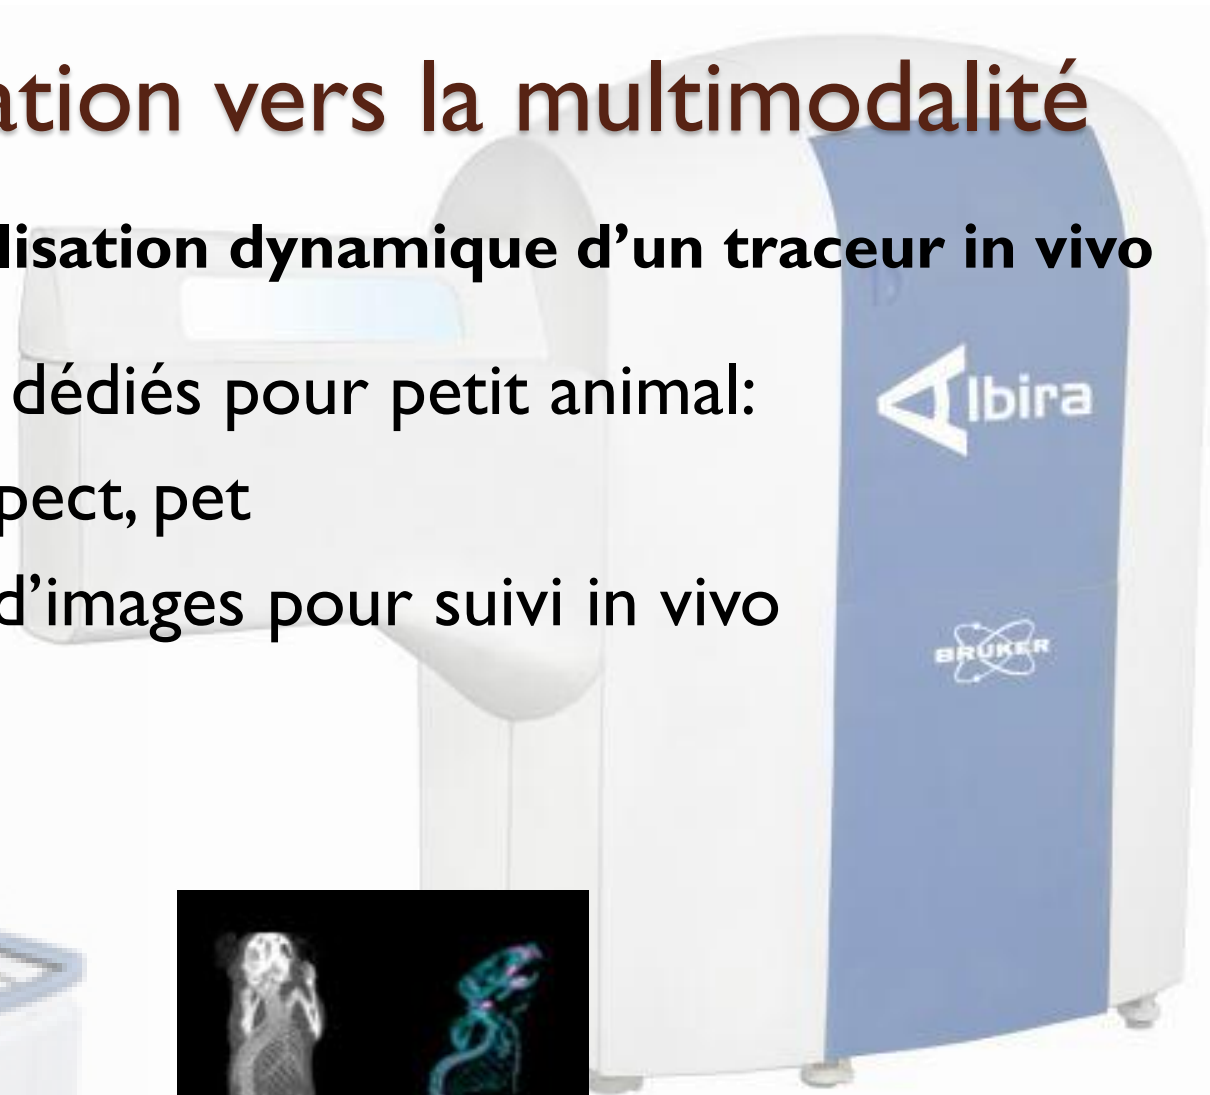 ation vers la multimodalité
lisation dynamique d’un traceur in vivo
dédiés pour petit animal:
pect, pet
d’images pour suivi in vivo
Albira
BRUKER